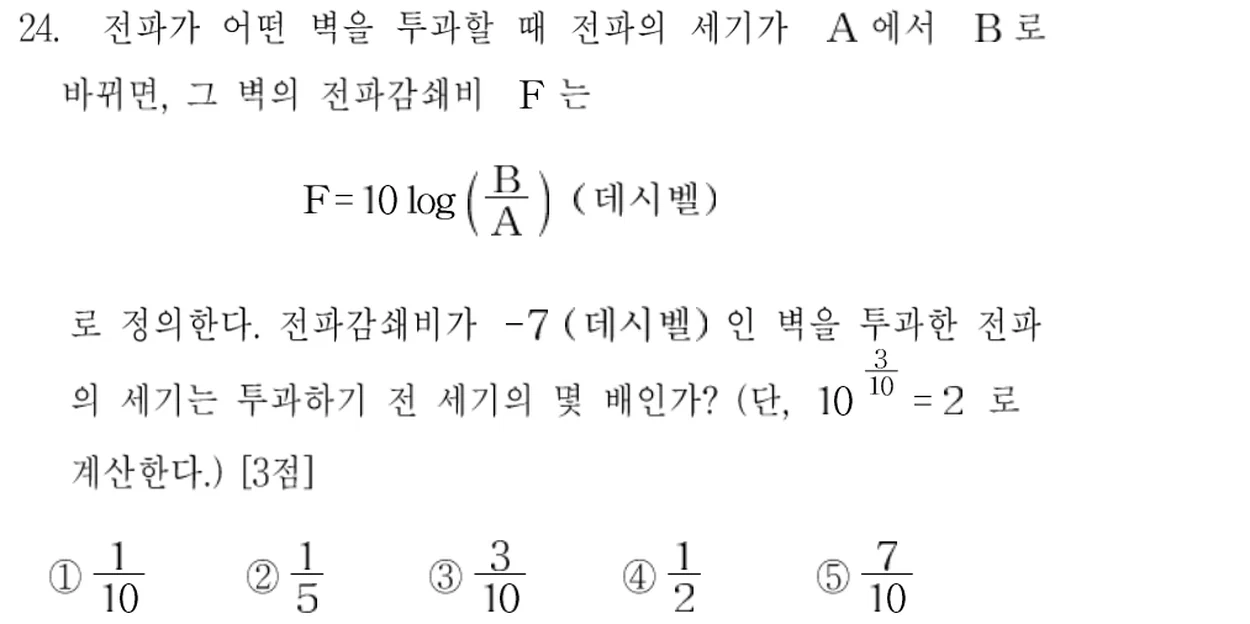 24. 전파가 어떤 벽을 투과할 때 전파의 세기가 A 에서 B 로
바뀌면, 그 벽의 전파감쇄비 F 는
F = 10 log (B/A) (데시벨)
로 정의한다. 전파감쇄비가 -7 (데시벨) 인 벽을 투과한 전파
의 세기는 투과하기 전 세기의 몇 배인가? (단, 10^(3/10) = 2 로
계산한다.) [3점]
① 1/10 ② 1/5 ③ 3/10 ④ 1/2 ⑤ 7/10